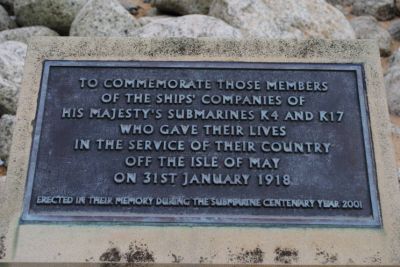 TO COMMEMORATE THOSE MEMBERS
OF THE SHIPS' COMPANIES OF
HIS MAJESTY'S SUBMARINES K4 AND K17
WHO GAVE THEIR LIVES
IN THE SERVICE OF THEIR COUNTRY
OFF THE ISLE OF MAY
ON 31ST JANUARY 1918
ERECTED IN THEIR MEMORY DURING THE SUBMARINE CENTENARY YEAR 2001